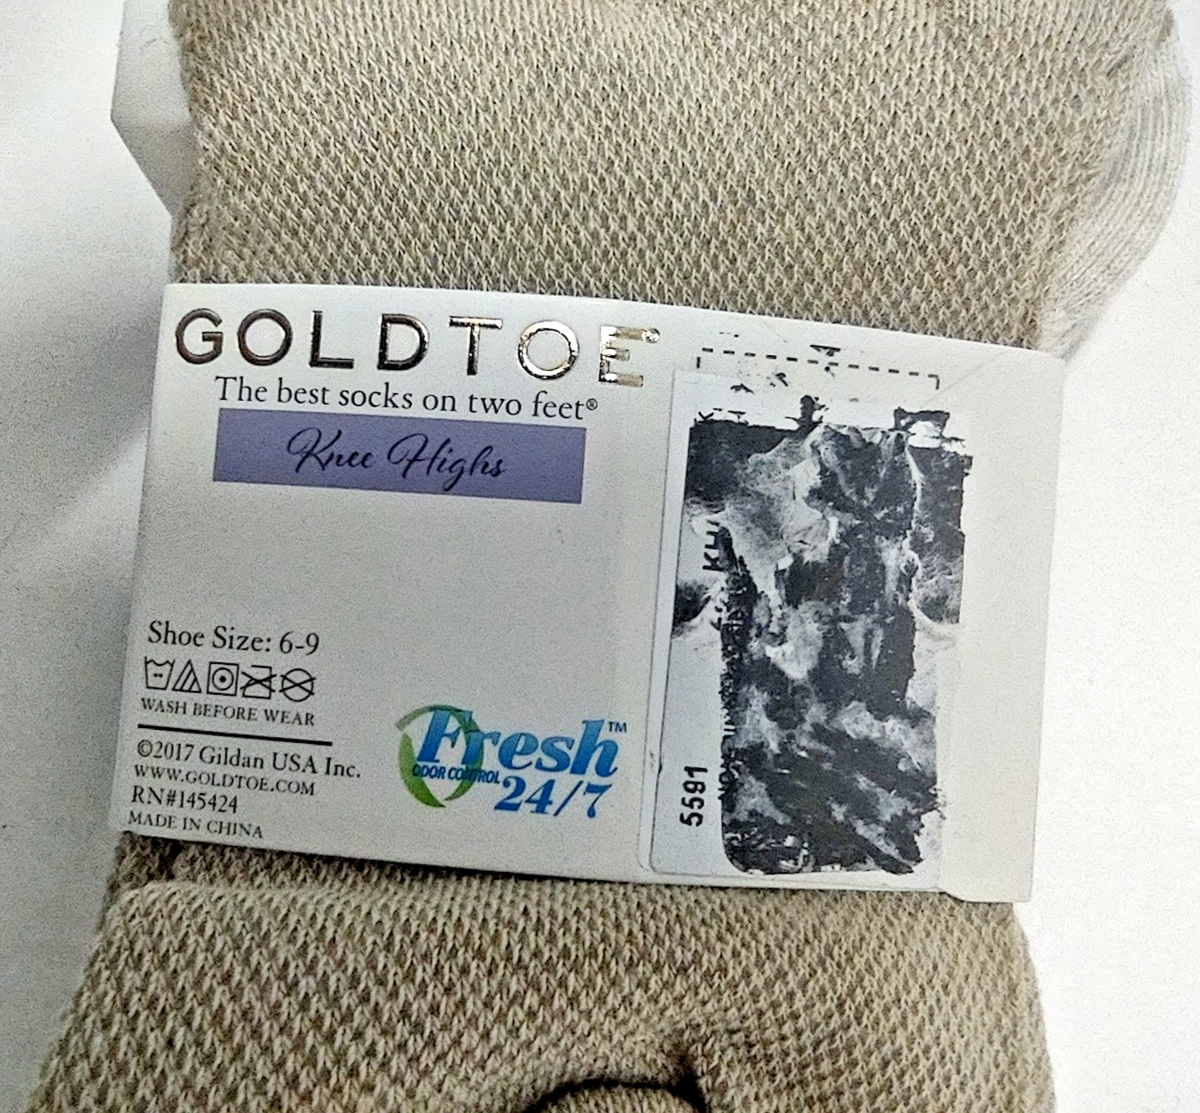 GOLDTOE®
The best socks on two feet®
Knee Highs
Shoe Size: 6-9
WASH BEFORE WEAR
©2017 Gildan USA Inc.
WWW.GOLDTOE.COM
RN#145424
MADE IN CHINA
Fresh™
ODOR CONTROL
24/7
5591